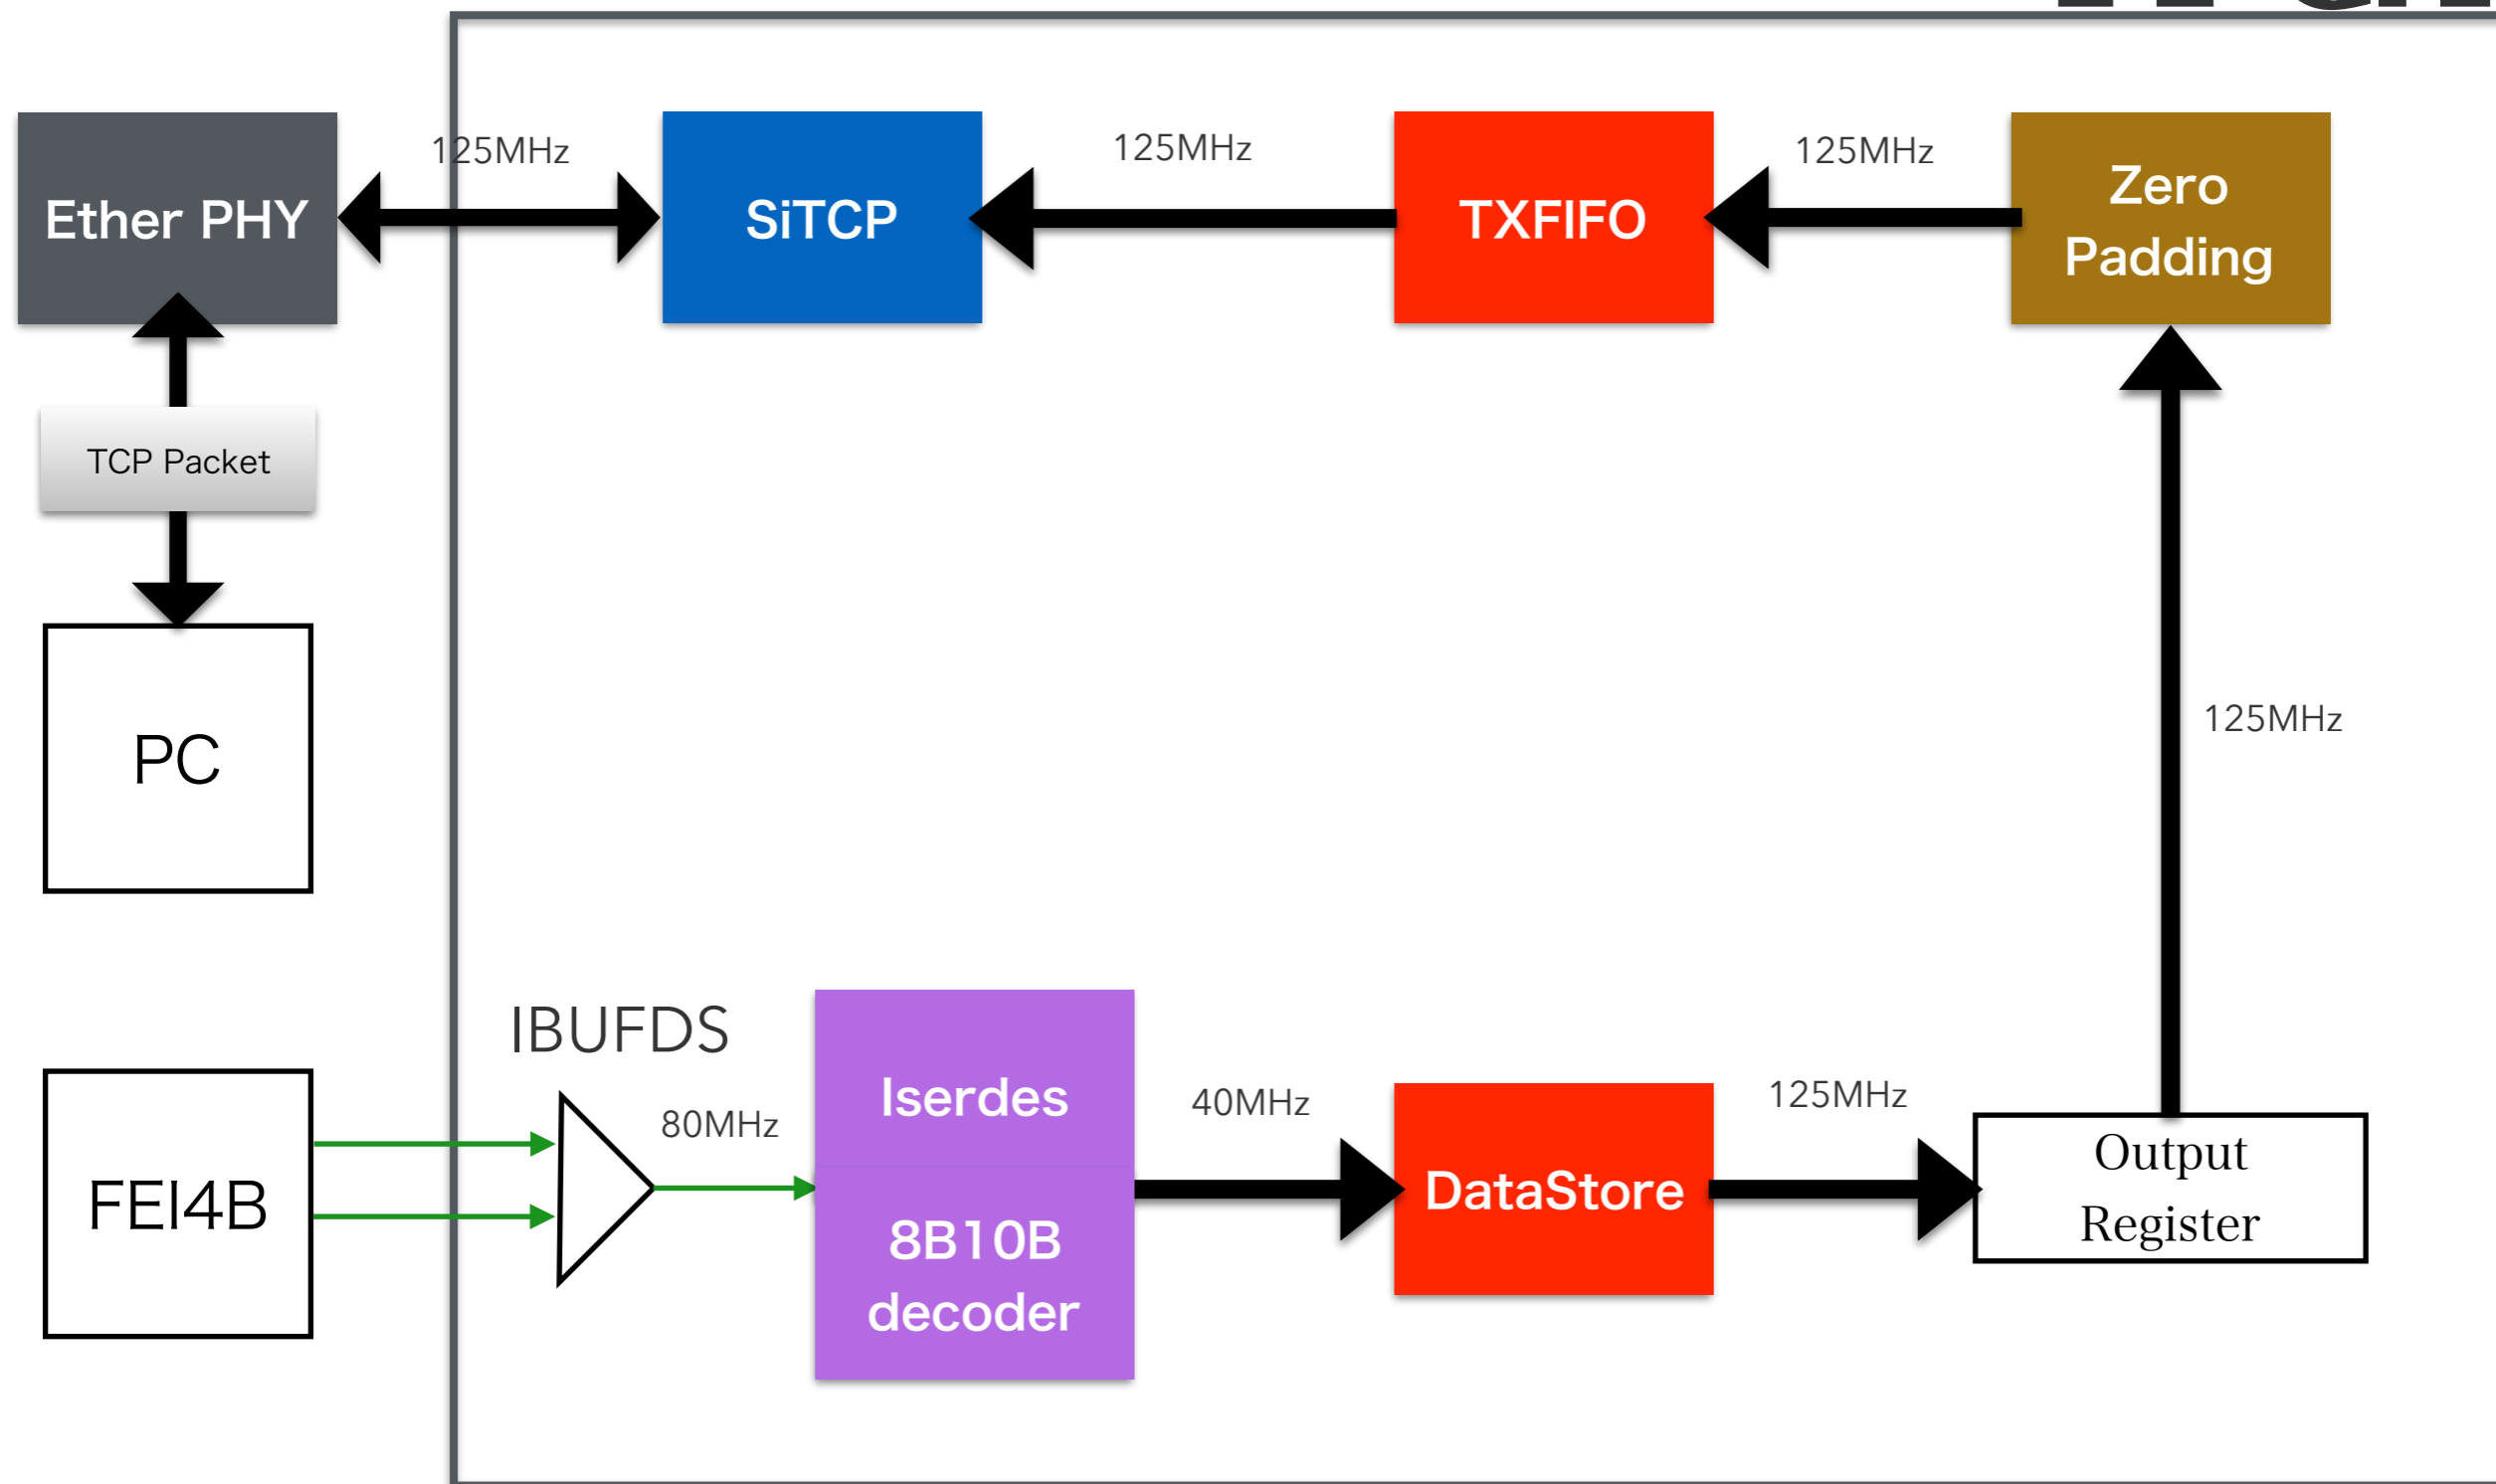 125MHz
125MHz
125MHz
Ether PHY
SiTCP
TXFIFO
Zero
Padding
TCP Packet
PC
125MHz
IBUFDS
80MHz
Iserdes
8B10B
decoder
40MHz
125MHz
FEI4B
DataStore
Output
Register